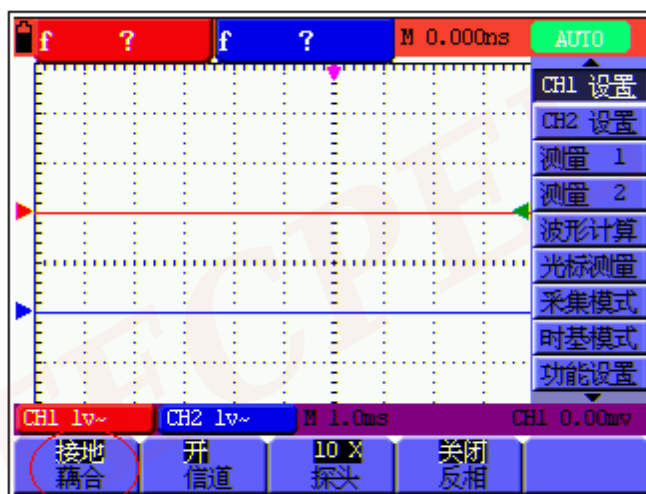 f ? f ? M 0.000ns AUTO
CH1 设置
CH2 设置
测量 1
测量 2
波形计算
光标测量
采集模式
时基模式
功能设置
CH1 1v~ CH2 1v~ M 1.0ms CH1 0.00mv
接地 开 10 X 关闭
藕合 信道 探头 反相